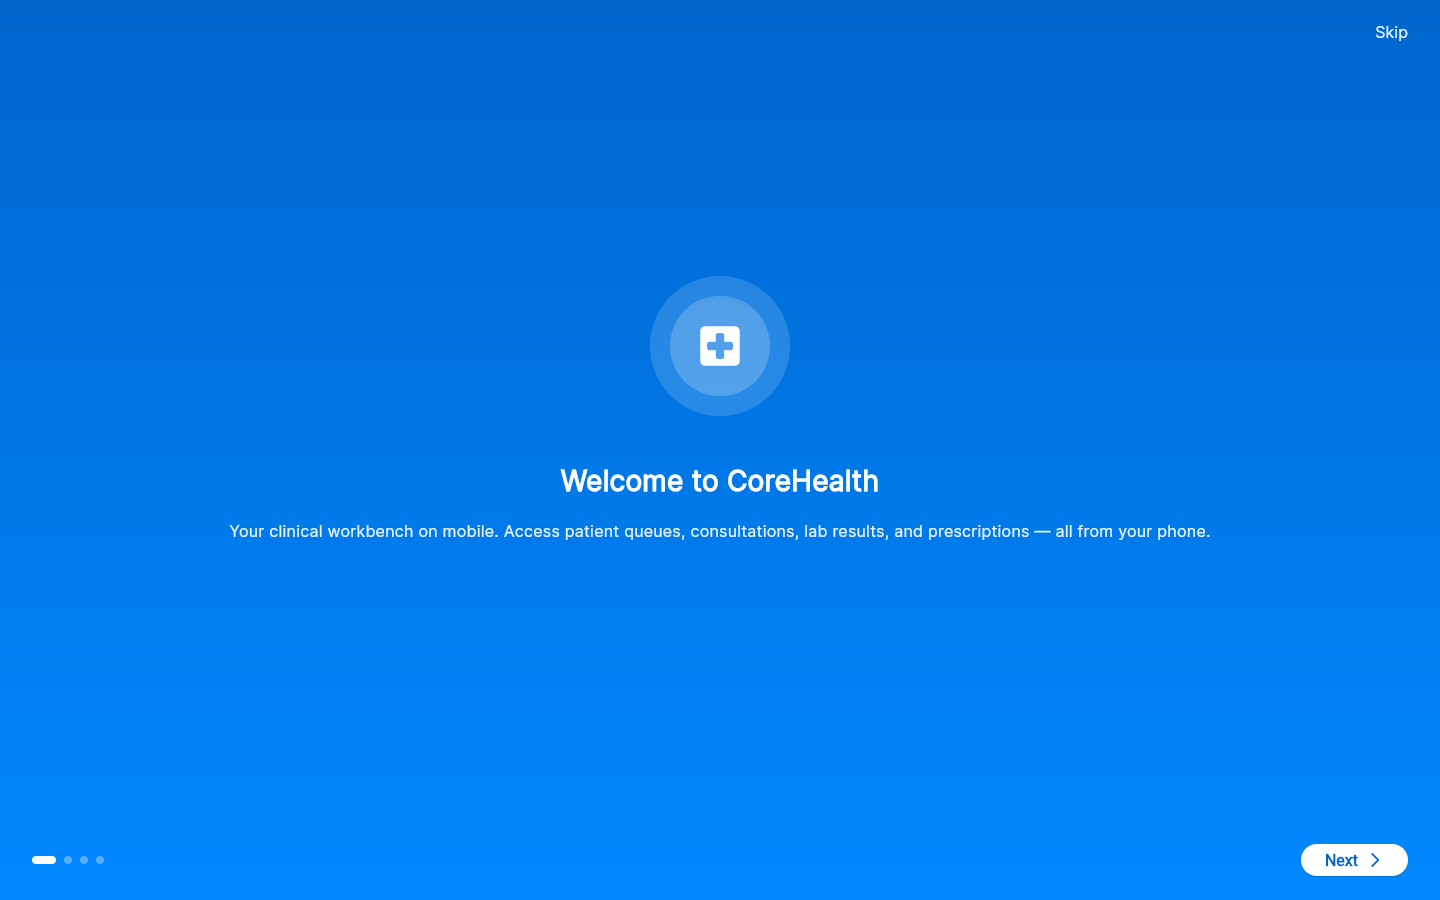 Skip
Welcome to CoreHealth
Your clinical workbench on mobile. Access patient queues, consultations, lab results, and prescriptions — all from your phone.
Next